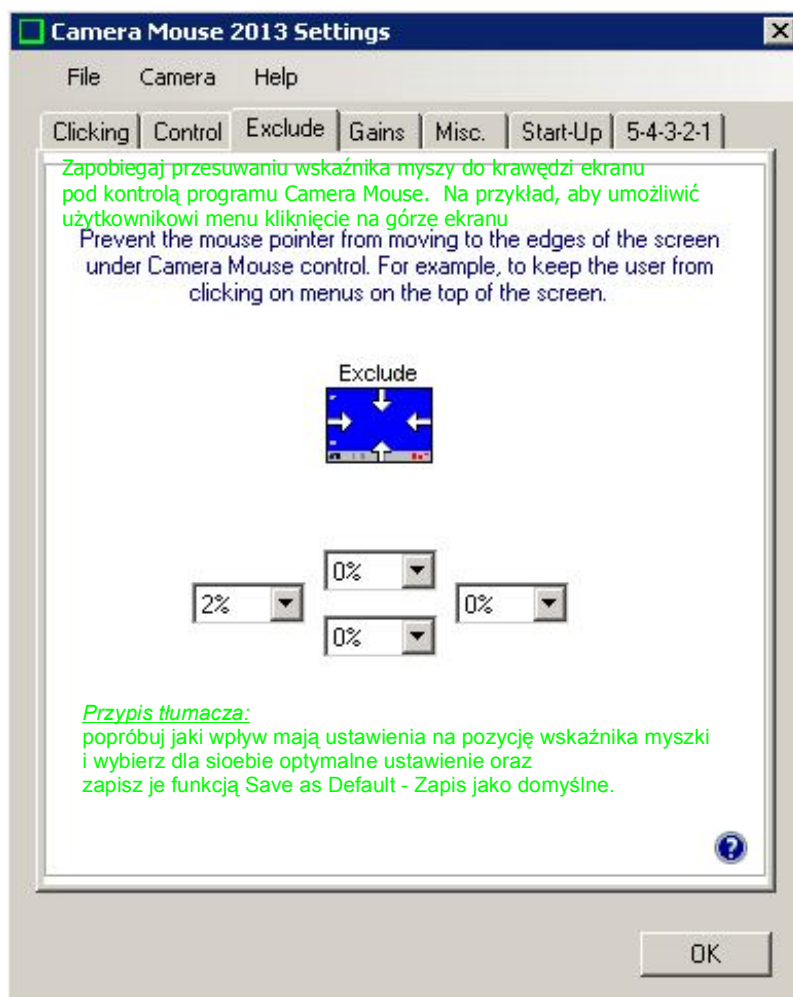 Camera Mouse 2013 Settings
File Camera Help
Clicking Control Exclude Gains Misc. Start-Up 5-4-3-2-1
Zapobiegaj przesuwaniu wskaźnika myszy do krawędzi ekranu
pod kontrolą programu Camera Mouse. Na przykład, aby umożliwić
użytkownikowi menu kliknięcie na górze ekranu
Prevent the mouse pointer from moving to the edges of the screen
under Camera Mouse control. For example, to keep the user from
clicking on menus on the top of the screen.
Exclude
0%
2% 0%
0%
Przypis tłumacza:
popróbuj jaki wpływ mają ustawienia na pozycję wskaźnika myszki
i wybierz dla sioebie optymalne ustawienie oraz
zapisz je funkcją Save as Default - Zapis jako domyślne.
?
OK